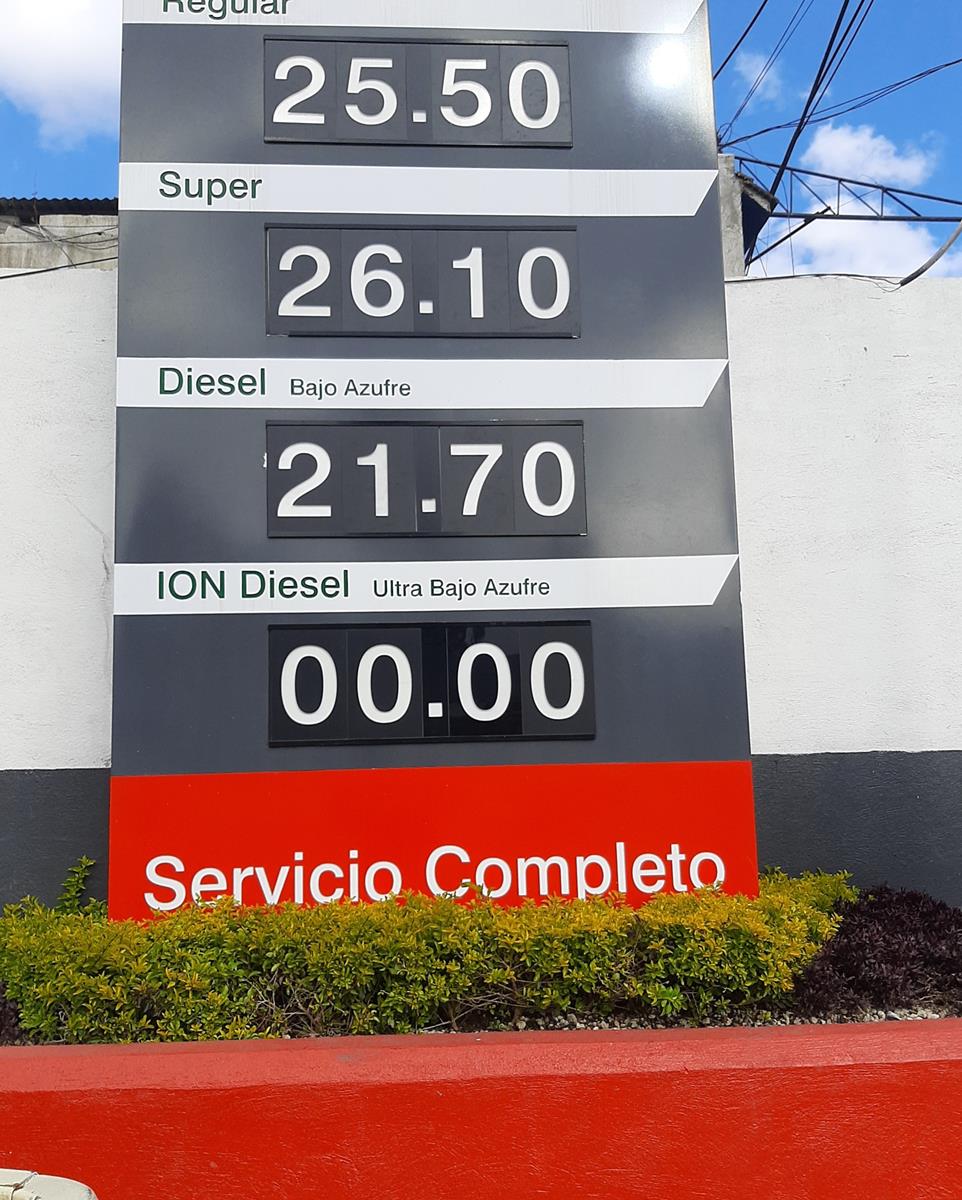 Regular
25.50
Super
26.10
Diesel Bajo Azufre
21.70
ION Diesel Ultra Bajo Azufre
00.00
Servicio Completo